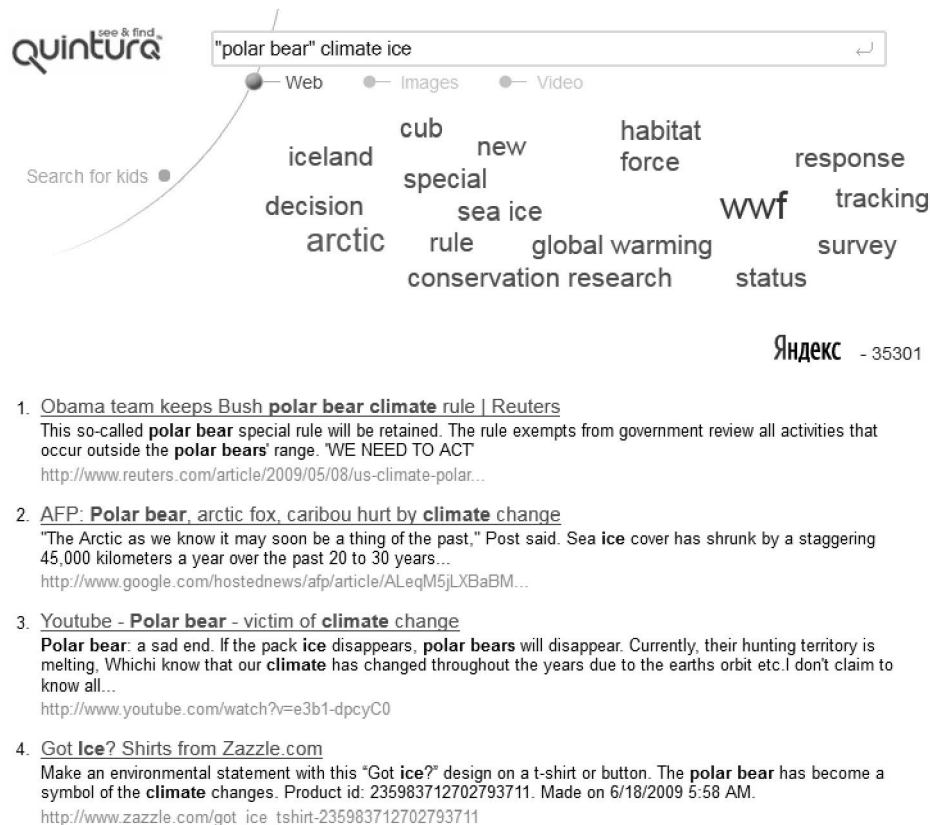 see & find™
quintura
"polar bear" climate ice
Web Images Video
Search for kids
cub
new
habitat
iceland
force
response
special
decision
sea ice
wwf
tracking
arctic
rule
global warming
survey
conservation research
status
Яндекс - 35301
1. Obama team keeps Bush polar bear climate rule | Reuters
This so-called polar bear special rule will be retained. The rule exempts from government review all activities that
occur outside the polar bears' range. 'WE NEED TO ACT'
http://www.reuters.com/article/2009/05/08/us-climate-polar...
2. AFP: Polar bear, arctic fox, caribou hurt by climate change
"The Arctic as we know it may soon be a thing of the past," Post said. Sea ice cover has shrunk by a staggering
45,000 kilometers a year over the past 20 to 30 years...
http://www.google.com/hostednews/afp/article/ALeqM5jLXBaBM...
3. Youtube - Polar bear - victim of climate change
Polar bear: a sad end. If the pack ice disappears, polar bears will disappear. Currently, their hunting territory is
melting, Whichi know that our climate has changed throughout the years due to the earths orbit etc.I don't claim to
know all...
http://www.youtube.com/watch?v=e3b1-dpcyC0
4. Got Ice? Shirts from Zazzle.com
Make an environmental statement with this "Got ice?" design on a t-shirt or button. The polar bear has become a
symbol of the climate changes. Product id: 235983712702793711. Made on 6/18/2009 5:58 AM.
http://www.zazzle.com/got_ice_tshirt-235983712702793711